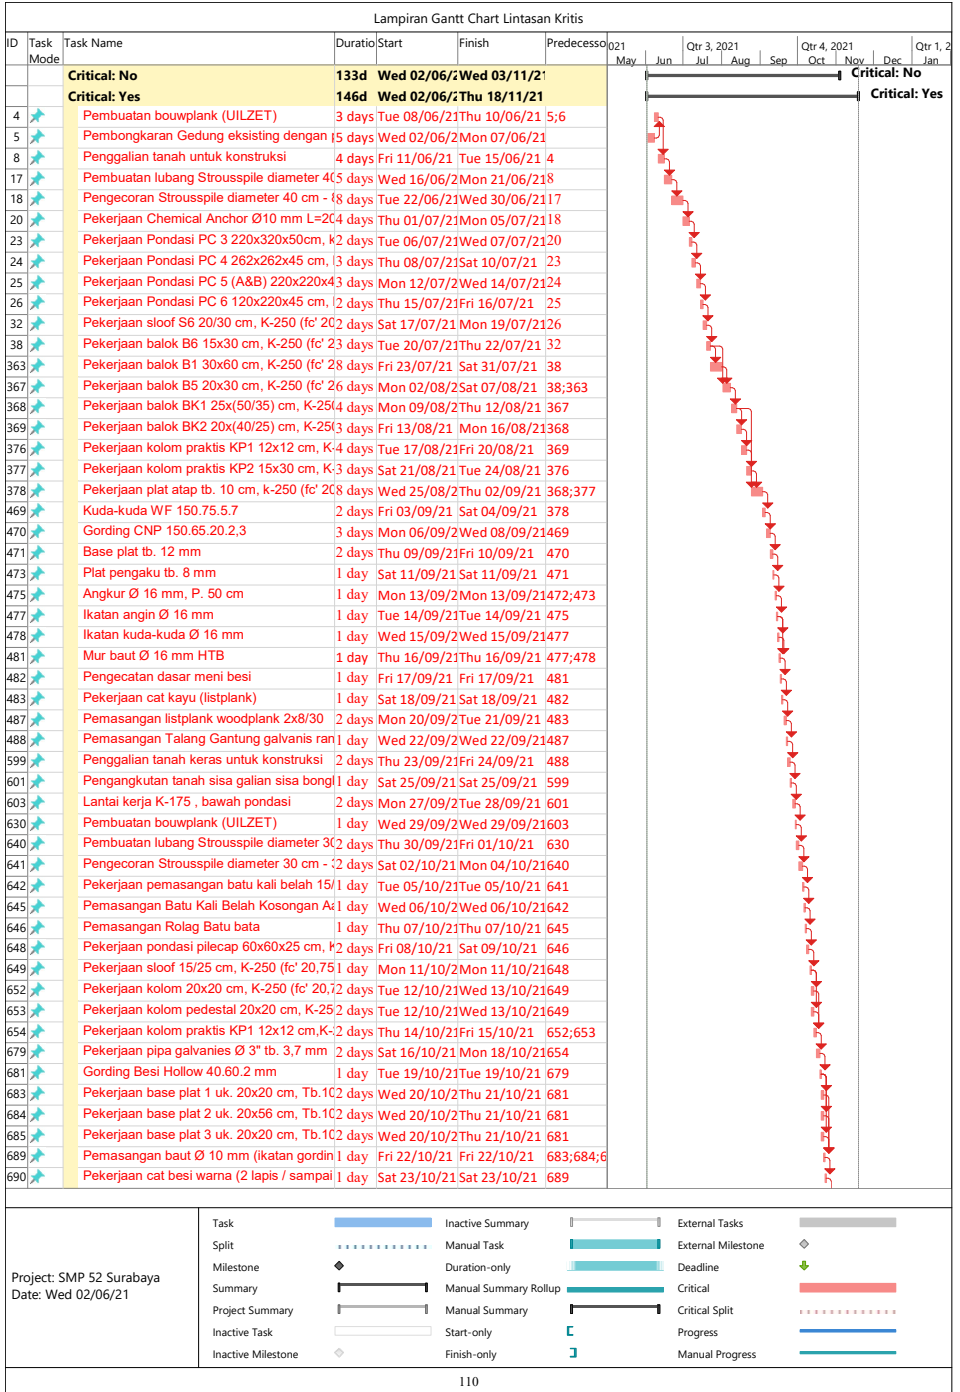 Lampiran Gantt Chart Lintasan Kritis
ID Task Mode Task Name Duratio Start Finish Predecesso 021 Qtr 3, 2021 Qtr 4, 2021 Qtr 1, 2
May Jun Jul Aug Sep Oct Nov Dec Jan
Critical: No 133d Wed 02/06/2 Wed 03/11/21 Critical: No
Critical: Yes 146d Wed 02/06/2 Thu 18/11/21 Critical: Yes
4 Pembuatan bouwplank (UILZET) 3 days Tue 08/06/21 Thu 10/06/21 5;6
5 Pembongkaran Gedung eksisting dengan 5 days Wed 02/06/2 Mon 07/06/21
8 Penggalian tanah untuk konstruksi 4 days Fri 11/06/21 Tue 15/06/21 4
17 Pembuatan lubang Strousspile diameter 40 5 days Wed 16/06/2 Mon 21/06/21 8
18 Pengecoran Strousspile diameter 40 cm - 8 days Tue 22/06/21 Wed 30/06/21 17
20 Pekerjaan Chemical Anchor Ø10 mm L=20 4 days Thu 01/07/21 Mon 05/07/21 18
23 Pekerjaan Pondasi PC 3 220x320x50cm, k 2 days Tue 06/07/21 Wed 07/07/21 20
24 Pekerjaan Pondasi PC 4 262x262x45 cm, 3 days Thu 08/07/21 Sat 10/07/21 23
25 Pekerjaan Pondasi PC 5 (A&B) 220x220x4 3 days Mon 12/07/2 Wed 14/07/21 24
26 Pekerjaan Pondasi PC 6 120x220x45 cm, 2 days Thu 15/07/21 Fri 16/07/21 25
32 Pekerjaan sloof S6 20/30 cm, K-250 (fc' 20 2 days Sat 17/07/21 Mon 19/07/21 26
38 Pekerjaan balok B6 15x30 cm, K-250 (fc' 2 3 days Tue 20/07/21 Thu 22/07/21 32
363 Pekerjaan balok B1 30x60 cm, K-250 (fc' 2 8 days Fri 23/07/21 Sat 31/07/21 38
367 Pekerjaan balok B5 20x30 cm, K-250 (fc' 2 6 days Mon 02/08/2 Sat 07/08/21 38;363
368 Pekerjaan balok BK1 25x(50/35) cm, K-250 4 days Mon 09/08/2 Thu 12/08/21 367
369 Pekerjaan balok BK2 20x(40/25) cm, K-250 3 days Fri 13/08/21 Mon 16/08/21 368
376 Pekerjaan kolom praktis KP1 12x12 cm, K- 4 days Tue 17/08/21 Fri 20/08/21 369
377 Pekerjaan kolom praktis KP2 15x30 cm, K- 3 days Sat 21/08/21 Tue 24/08/21 376
378 Pekerjaan plat atap tb. 10 cm, k-250 (fc' 20 8 days Wed 25/08/2 Thu 02/09/21 368;377
469 Kuda-kuda WF 150.75.5.7 2 days Fri 03/09/21 Sat 04/09/21 378
470 Gording CNP 150.65.20.2,3 3 days Mon 06/09/2 Wed 08/09/21 469
471 Base plat tb. 12 mm 2 days Thu 09/09/21 Fri 10/09/21 470
473 Plat pengaku tb. 8 mm 1 day Sat 11/09/21 Sat 11/09/21 471
475 Angkur Ø 16 mm, P. 50 cm 1 day Mon 13/09/2 Mon 13/09/21 472;473
477 Ikatan angin Ø 16 mm 1 day Tue 14/09/21 Tue 14/09/21 475
478 Ikatan kuda-kuda Ø 16 mm 1 day Wed 15/09/2 Wed 15/09/21 477
481 Mur baut Ø 16 mm HTB 1 day Thu 16/09/21 Thu 16/09/21 477;478
482 Pengecatan dasar meni besi 1 day Fri 17/09/21 Fri 17/09/21 481
483 Pekerjaan cat kayu (listplank) 1 day Sat 18/09/21 Sat 18/09/21 482
487 Pemasangan listplank woodplank 2x8/30 2 days Mon 20/09/2 Tue 21/09/21 483
488 Pemasangan Talang Gantung galvanis ran 1 day Wed 22/09/2 Wed 22/09/21 487
599 Penggalian tanah keras untuk konstruksi 2 days Thu 23/09/21 Fri 24/09/21 488
601 Pengangkutan tanah sisa galian sisa bong 1 day Sat 25/09/21 Sat 25/09/21 599
603 Lantai kerja K-175 , bawah pondasi 2 days Mon 27/09/2 Tue 28/09/21 601
630 Pembuatan bouwplank (UILZET) 1 day Wed 29/09/2 Wed 29/09/21 603
640 Pembuatan lubang Strousspile diameter 30 2 days Thu 30/09/21 Fri 01/10/21 630
641 Pengecoran Strousspile diameter 30 cm - 2 days Sat 02/10/21 Mon 04/10/21 640
642 Pekerjaan pemasangan batu kali belah 15/ 1 day Tue 05/10/21 Tue 05/10/21 641
645 Pemasangan Batu Kali Belah Kosongan Aa 1 day Wed 06/10/2 Wed 06/10/21 642
646 Pemasangan Rolag Batu bata 1 day Thu 07/10/21 Thu 07/10/21 645
648 Pekerjaan pondasi pilecap 60x60x25 cm, K 2 days Fri 08/10/21 Sat 09/10/21 646
649 Pekerjaan sloof 15/25 cm, K-250 (fc' 20,75 1 day Mon 11/10/2 Mon 11/10/21 648
652 Pekerjaan kolom 20x20 cm, K-250 (fc' 20,7 2 days Tue 12/10/21 Wed 13/10/21 649
653 Pekerjaan kolom pedestal 20x20 cm, K-25 2 days Tue 12/10/21 Wed 13/10/21 649
654 Pekerjaan kolom praktis KP1 12x12 cm,K- 2 days Thu 14/10/21 Fri 15/10/21 652;653
679 Pekerjaan pipa galvanies Ø 3" tb. 3,7 mm 2 days Sat 16/10/21 Mon 18/10/21 654
681 Gording Besi Hollow 40.60.2 mm 1 day Tue 19/10/21 Tue 19/10/21 679
683 Pekerjaan base plat 1 uk. 20x20 cm, Tb.10 2 days Wed 20/10/2 Thu 21/10/21 681
684 Pekerjaan base plat 2 uk. 20x56 cm, Tb.10 2 days Wed 20/10/2 Thu 21/10/21 681
685 Pekerjaan base plat 3 uk. 20x20 cm, Tb.10 2 days Wed 20/10/2 Thu 21/10/21 681
689 Pemasangan baut Ø 10 mm (ikatan gordin 1 day Fri 22/10/21 Fri 22/10/21 683;684;6
690 Pekerjaan cat besi warna (2 lapis / sampai 1 day Sat 23/10/21 Sat 23/10/21 689
Project: SMP 52 Surabaya
Date: Wed 02/06/21
Task Inactive Summary External Tasks
Split Manual Task External Milestone
Milestone Duration-only Deadline
Summary Manual Summary Rollup Critical
Project Summary Manual Summary Critical Split
Inactive Task Start-only Progress
Inactive Milestone Finish-only Manual Progress
110